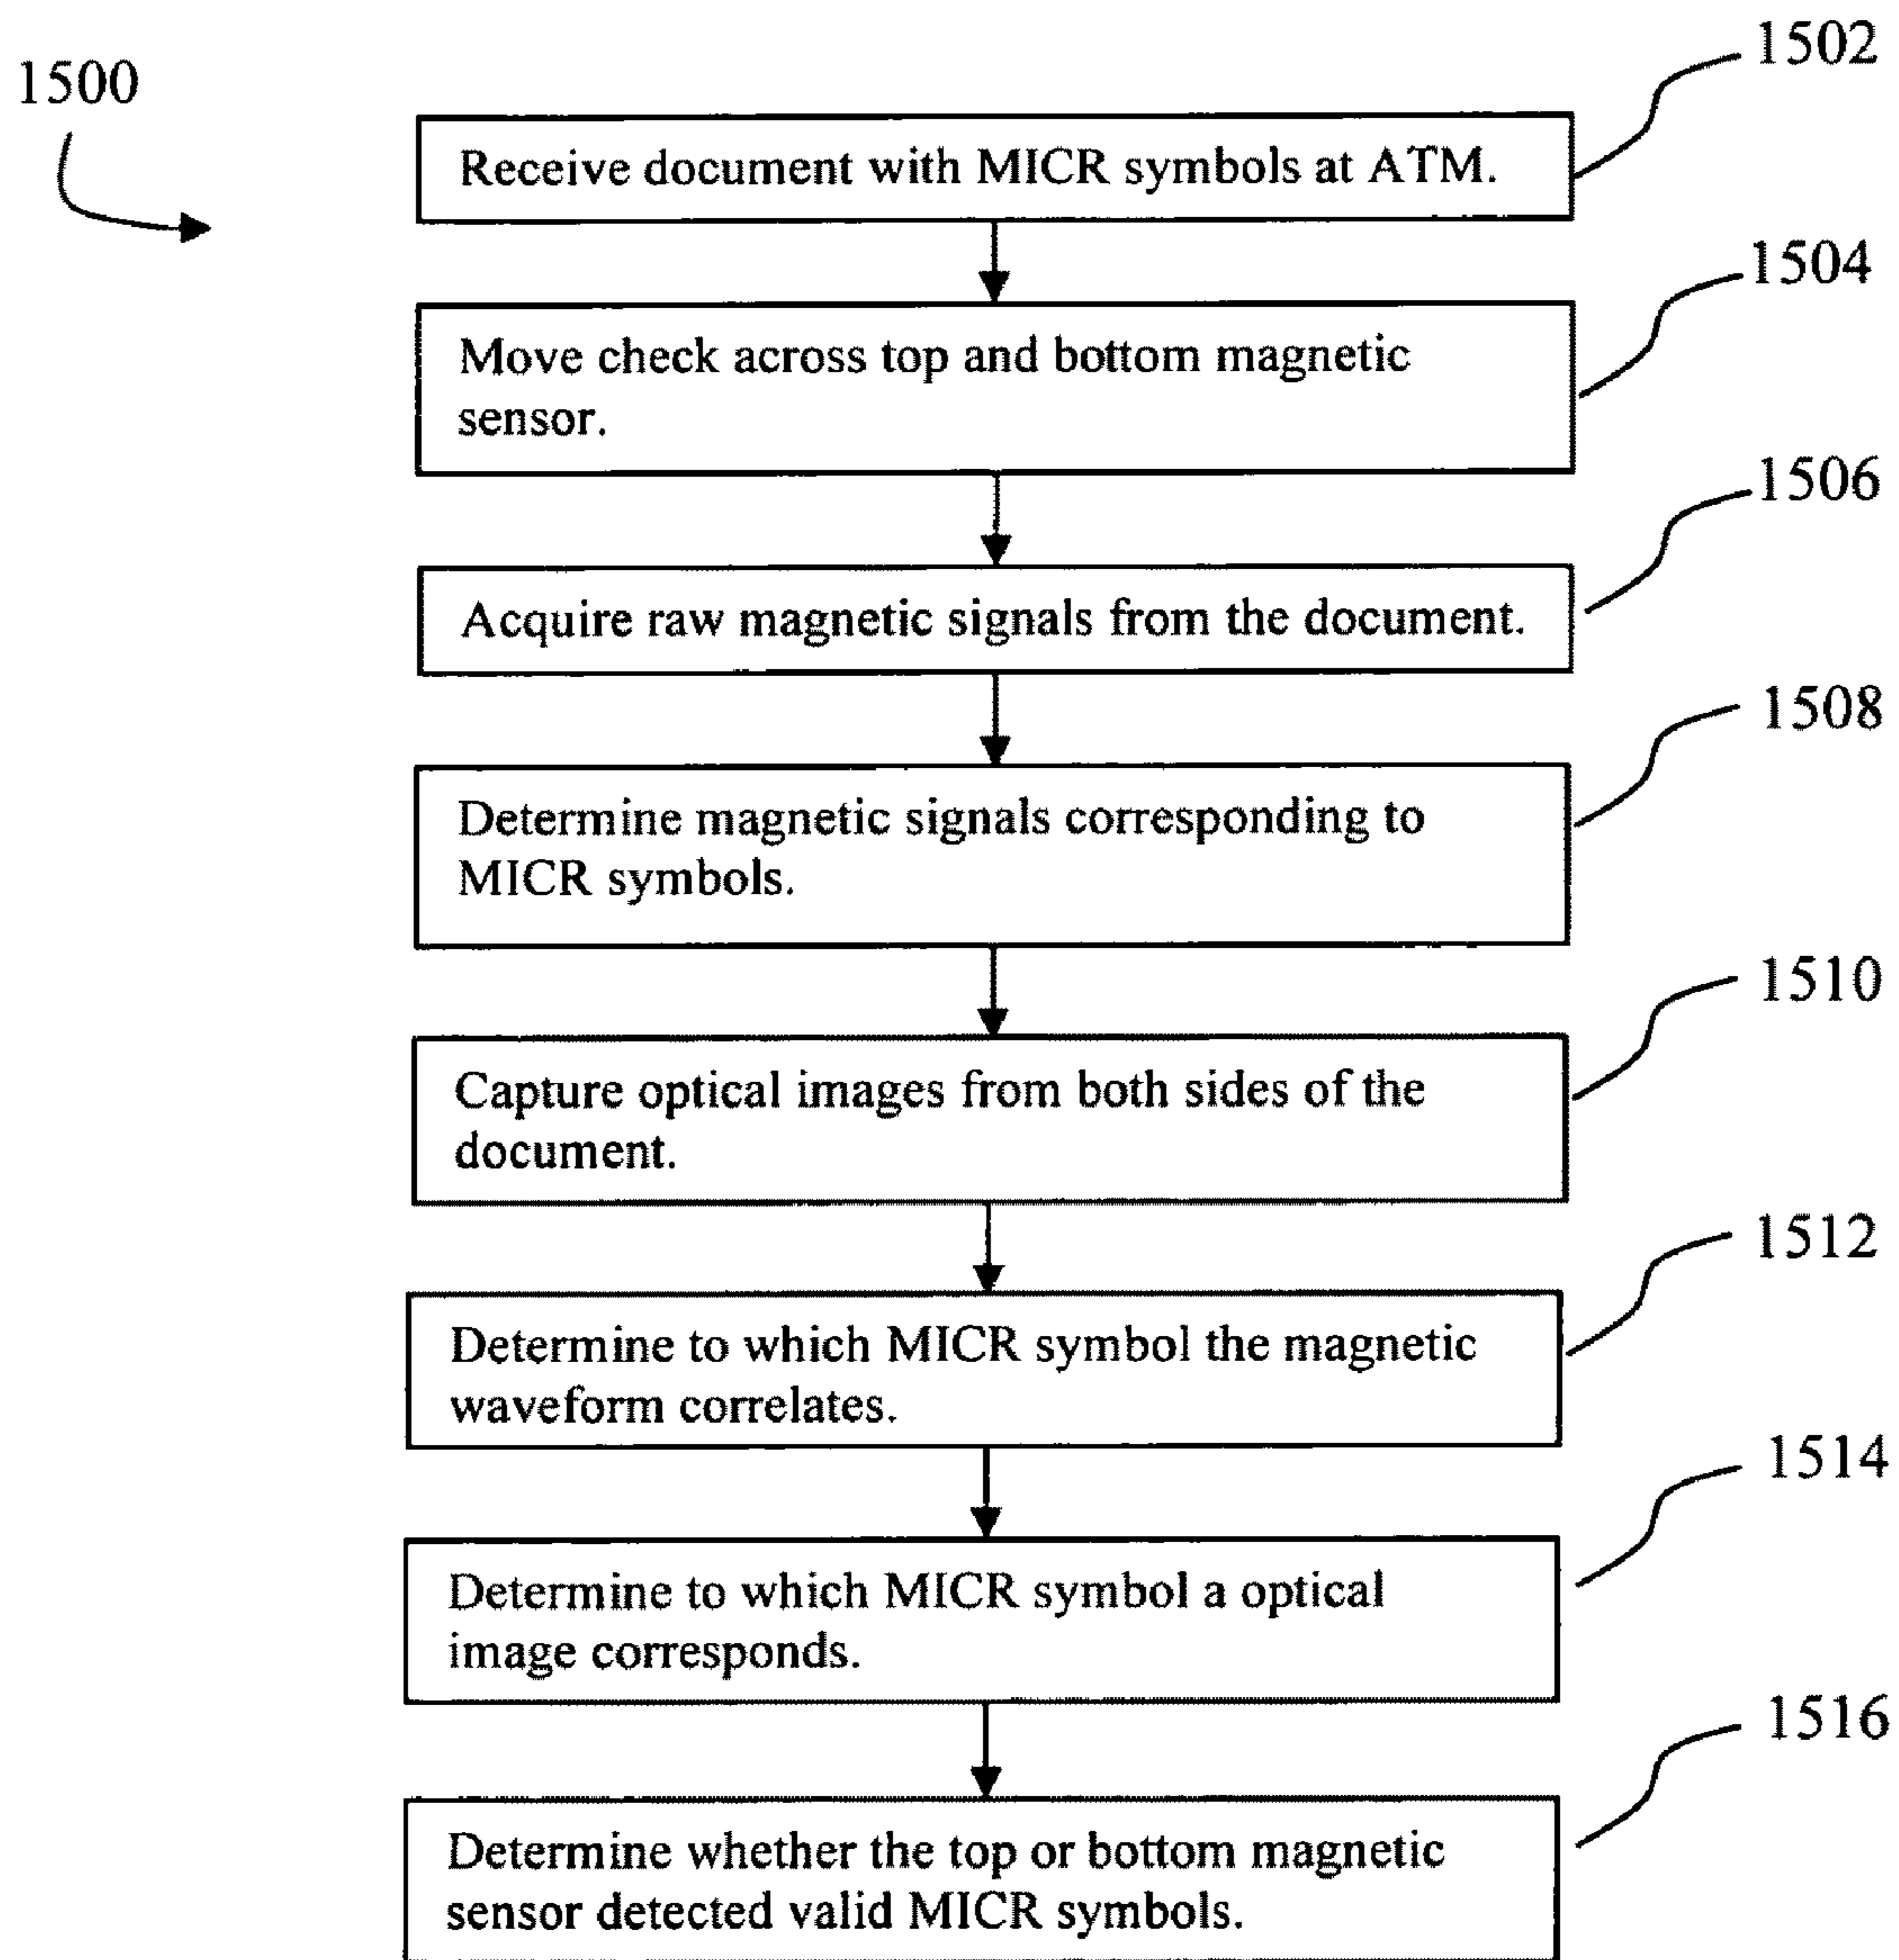 1500
1502
Receive document with MICR symbols at ATM.
1504
Move check across top and bottom magnetic
sensor.
1506
Acquire raw magnetic signals from the document.
1508
Determine magnetic signals corresponding to
MICR symbols.
1510
Capture optical images from both sides of the
document.
1512
Determine to which MICR symbol the magnetic
waveform correlates.
1514
Determine to which MICR symbol a optical
image corresponds.
1516
Determine whether the top or bottom magnetic
sensor detected valid MICR symbols.